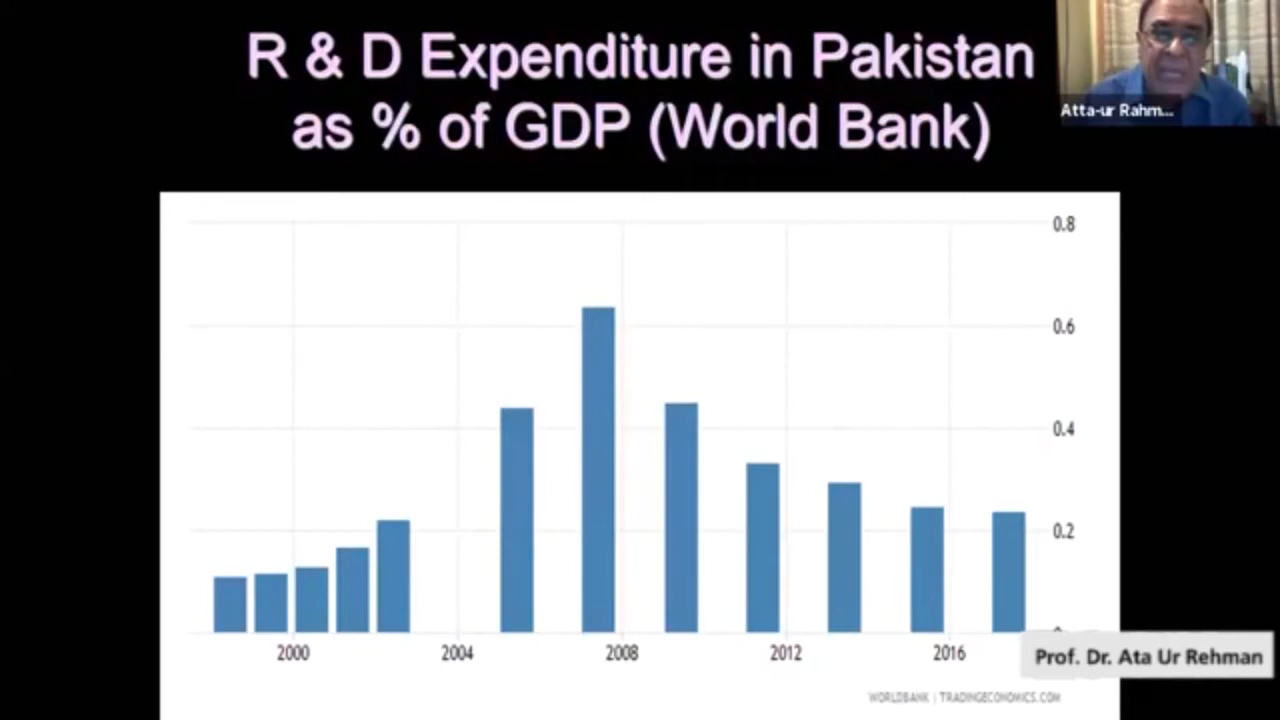 R & D Expenditure in Pakistan
as % of GDP (World Bank)
Atta-ur Rahm...
0.8
0.6
0.4
0.2
2000 2004 2008 2012 2016
Prof. Dr. Ata Ur Rehman
WORLDBANK | TRADINGECONOMICS.COM